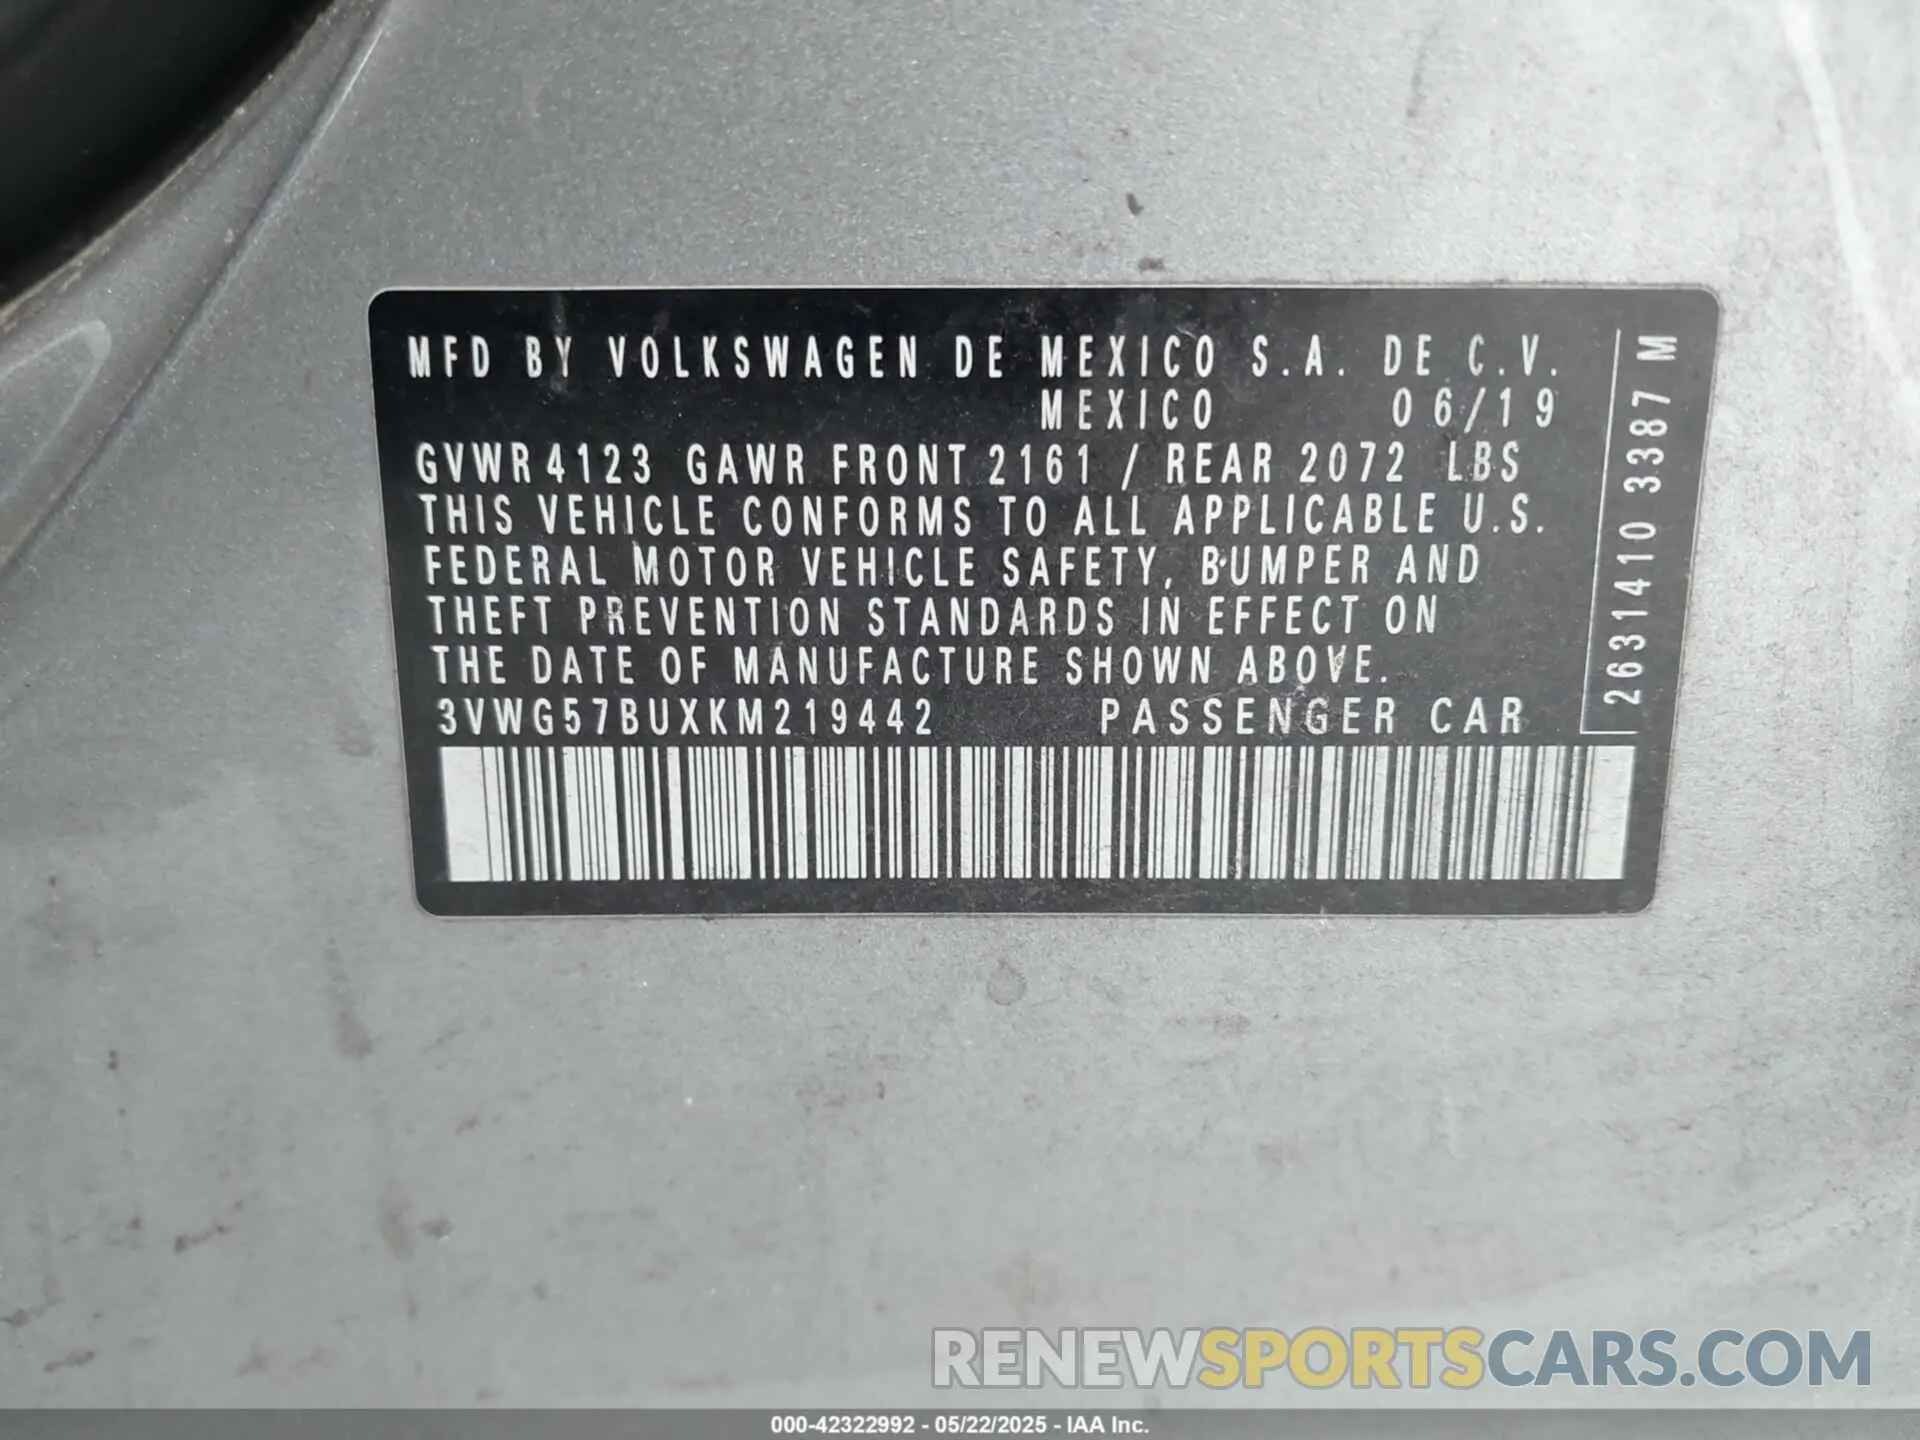 MFD BY VOLKSWAGEN DE MEXICO S.A. DE C.V.
MEXICO 06/19
GVWR 4123 GAWR FRONT 2161 / REAR 2072 LBS
THIS VEHICLE CONFORMS TO ALL APPLICABLE U.S.
FEDERAL MOTOR VEHICLE SAFETY, BUMPER AND
THEFT PREVENTION STANDARDS IN EFFECT ON
THE DATE OF MANUFACTURE SHOWN ABOVE.
3VWG57BUXKM219442 PASSENGER CAR
2631410 3387 M
RENEWSPORTSCARS.COM
000-42322992 - 05/22/2025 - IAA Inc.